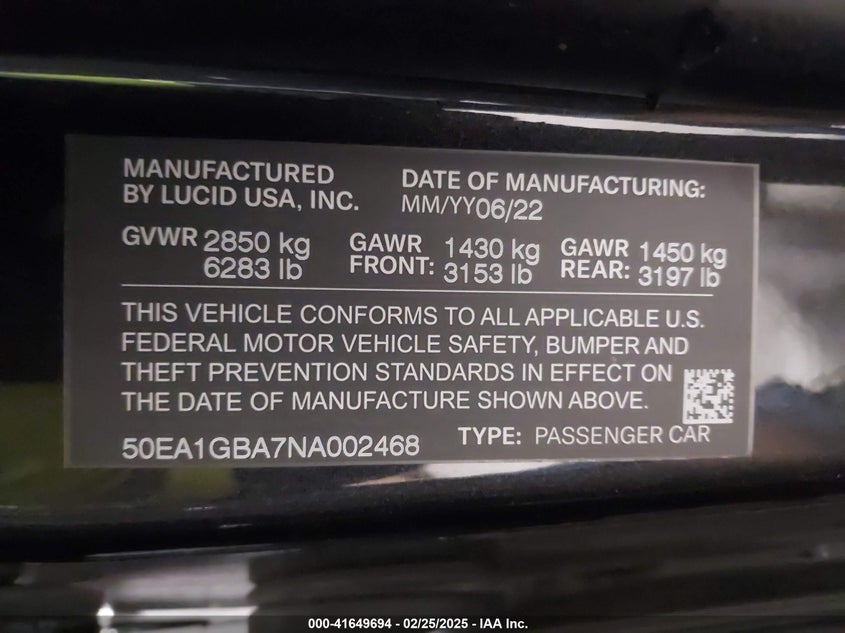 MANUFACTURED
BY LUCID USA, INC.
DATE OF MANUFACTURING:
MM/YY06/22
GVWR 2850 kg
6283 lb
GAWR
FRONT: 1430 kg
3153 lb
GAWR
REAR: 1450 kg
3197 lb
THIS VEHICLE CONFORMS TO ALL APPLICABLE U.S.
FEDERAL MOTOR VEHICLE SAFETY, BUMPER AND
THEFT PREVENTION STANDARDS IN EFFECT ON
THE DATE OF MANUFACTURE SHOWN ABOVE.
50EA1GBA7NA002468
TYPE: PASSENGER CAR
000-41649694 - 02/25/2025 - IAA Inc.